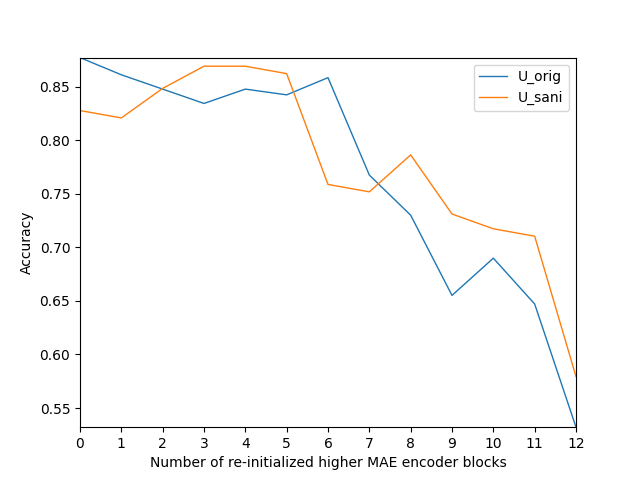 U_orig
U_sani
0.85
0.80
0.75
0.70
0.65
0.60
0.55
Accuracy
0 1 2 3 4 5 6 7 8 9 10 11 12
Number of re-initialized higher MAE encoder blocks